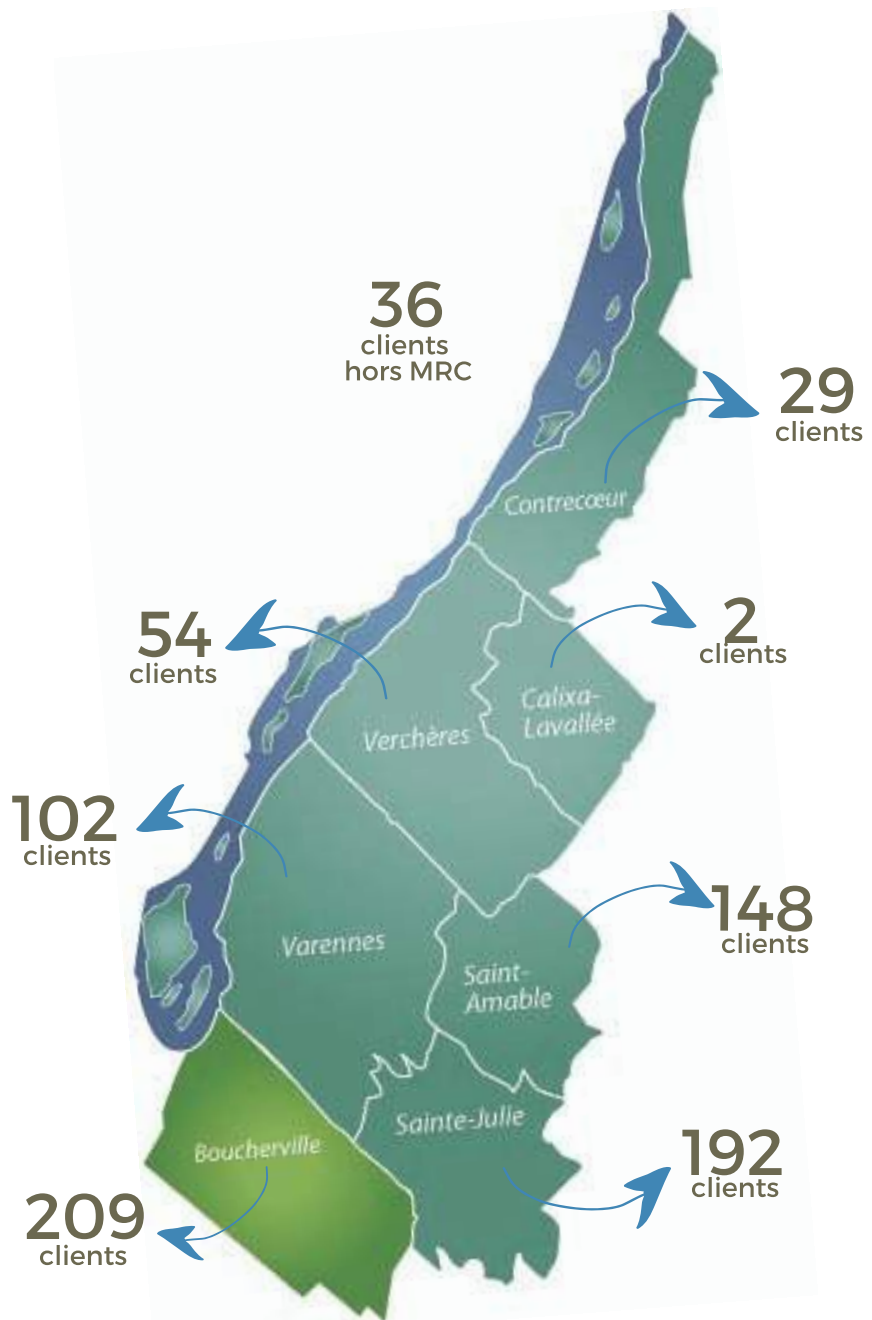 36
clients
hors MRC
29
clients
Contrecœur
54
clients
2
clients
Calixa-
Lavallée
Verchères
102
clients
148
clients
Varennes
Saint-
Amable
Sainte-Julie
Boucherville
192
clients
209
clients